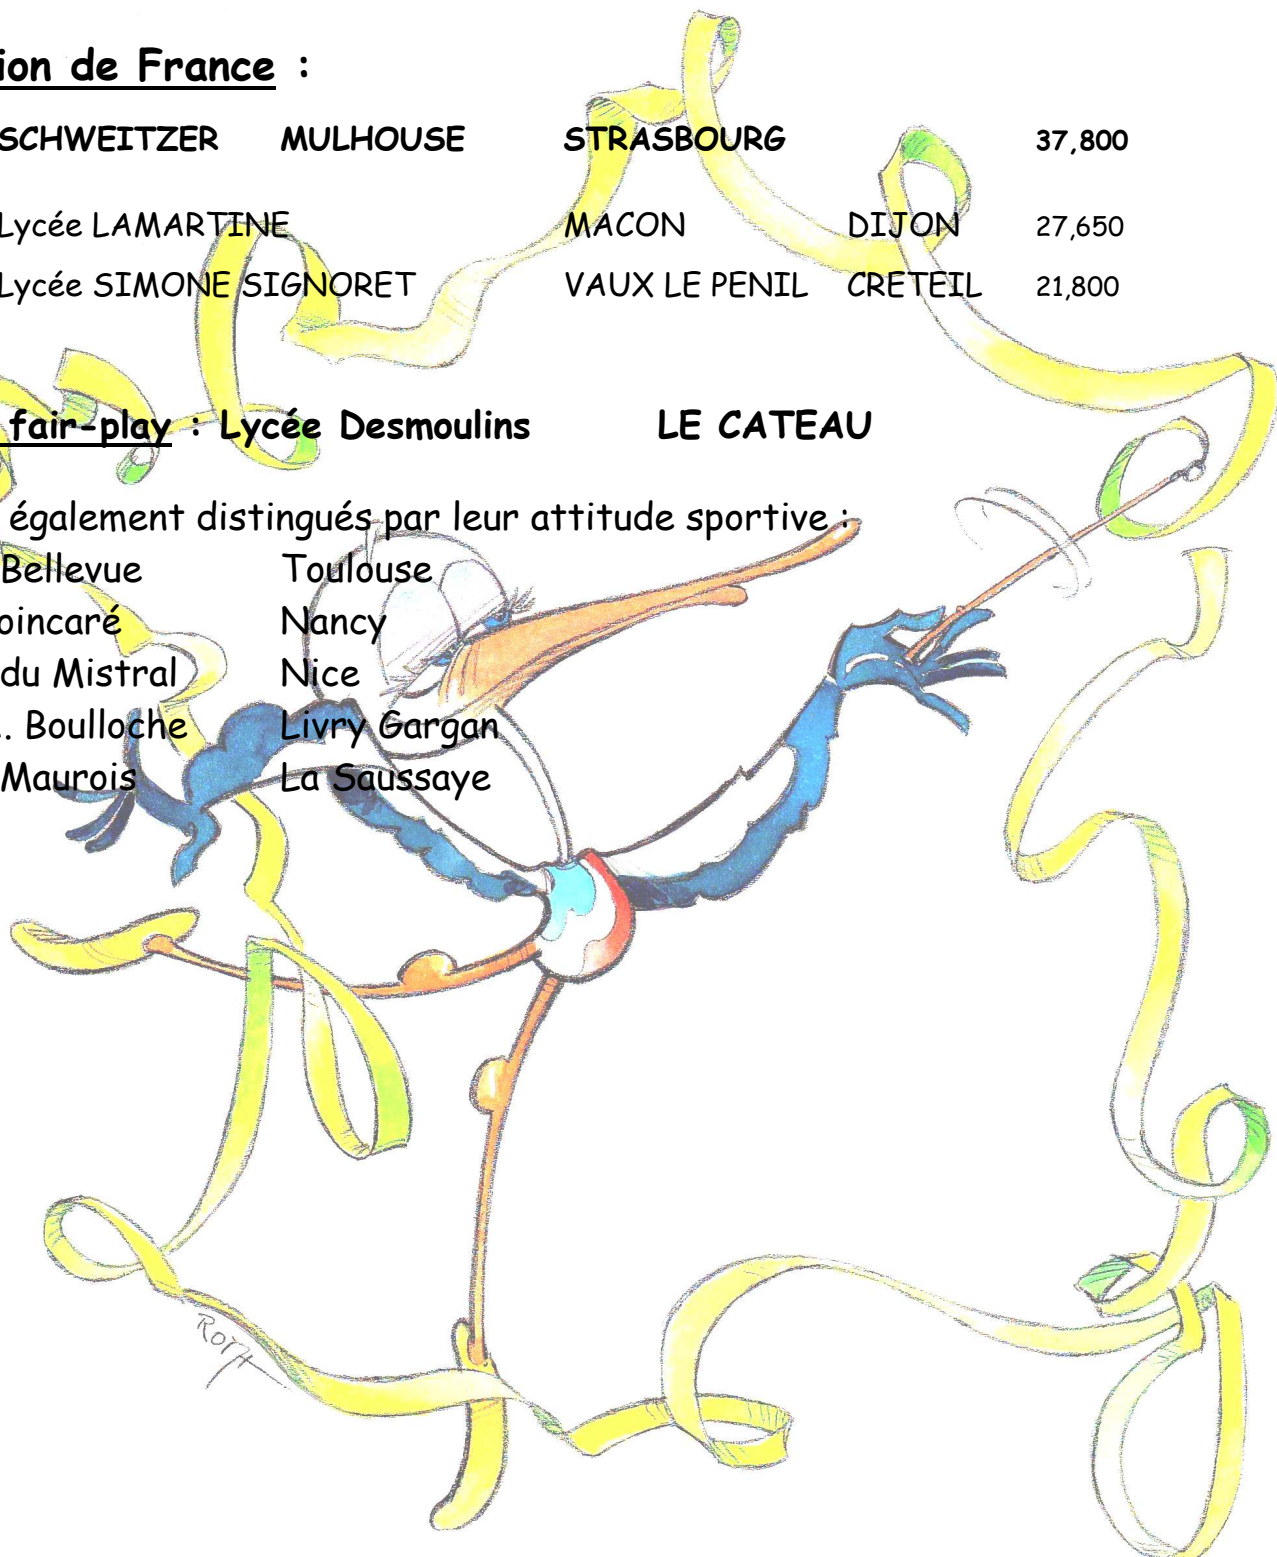 ion de France :
SCHWEITZER MULHOUSE STRASBOURG 37,800
Lycée LAMARTINE MACON DIJON 27,650
Lycée SIMONE SIGNORET VAUX LE PENIL CRETEIL 21,800
fair-play : Lycée Desmoulins LE CATEAU
également distingués par leur attitude sportive :
Bellevue Toulouse
oincaré Nancy
du Mistral Nice
. Boulloche Livry Gargan
Maurois La Saussaye
ROTH